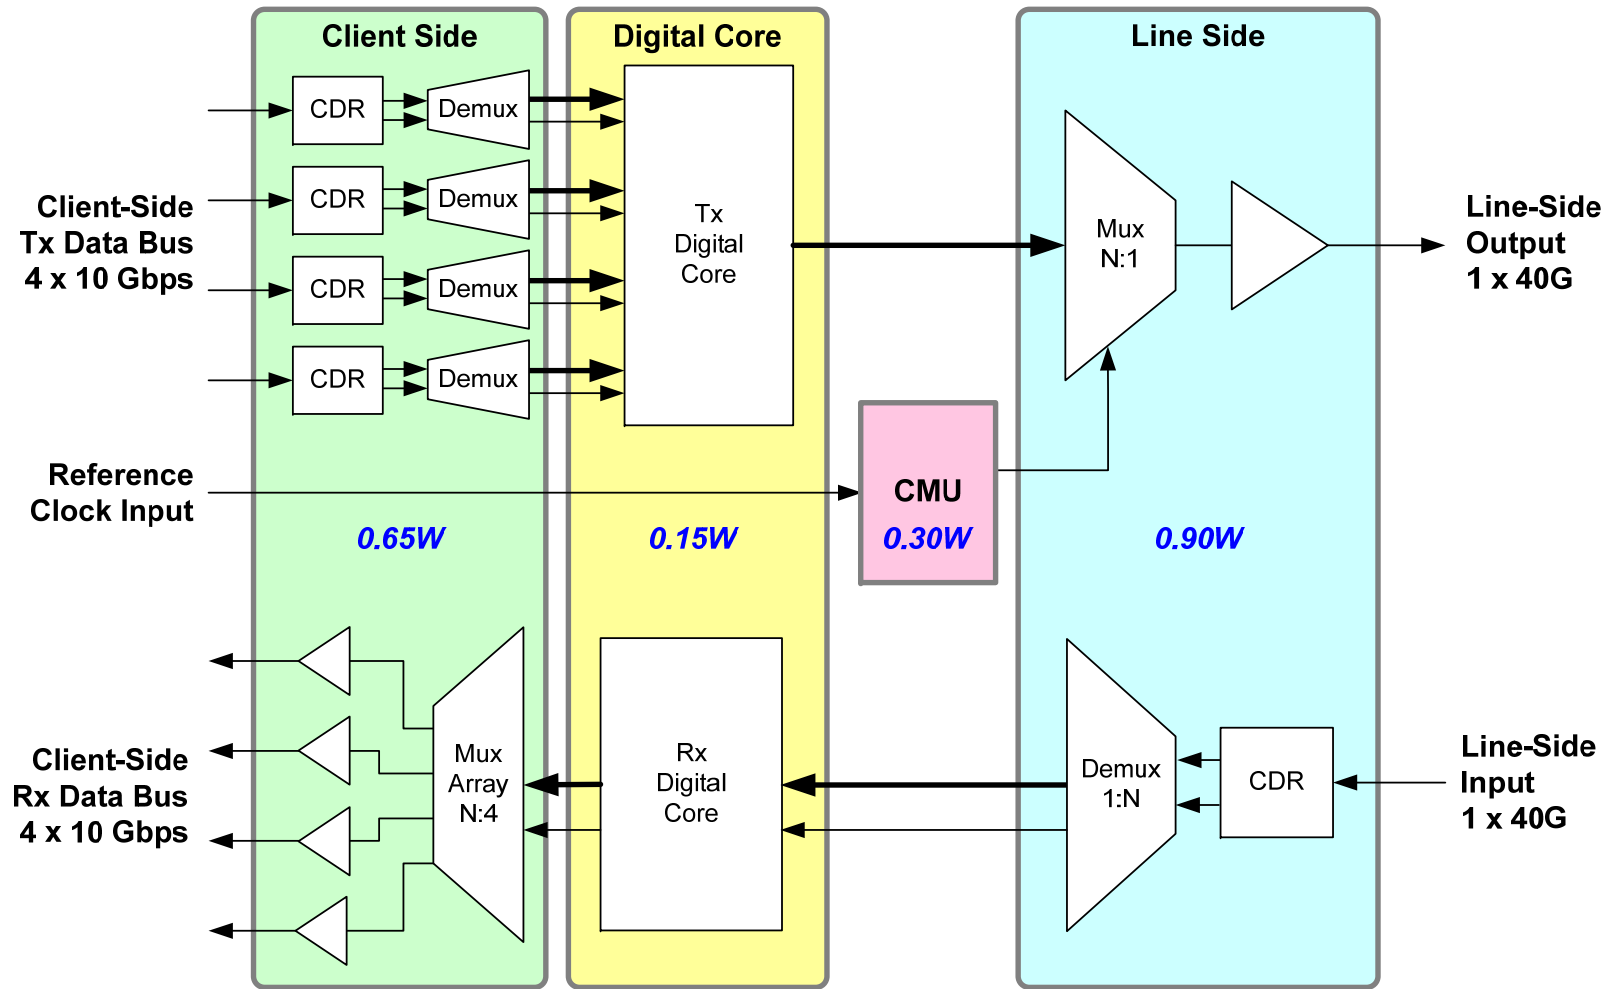 Client Side
Digital Core
Line Side
CDR
Demux
CDR
Demux
CDR
Demux
CDR
Demux
Client-Side
Tx Data Bus
4 x 10 Gbps
Tx
Digital
Core
Mux
N:1
Line-Side
Output
1 x 40G
Reference
Clock Input
CMU
0.65W
0.15W
0.30W
0.90W
Client-Side
Rx Data Bus
4 x 10 Gbps
Mux
Array
N:4
Rx
Digital
Core
Demux
1:N
CDR
Line-Side
Input
1 x 40G